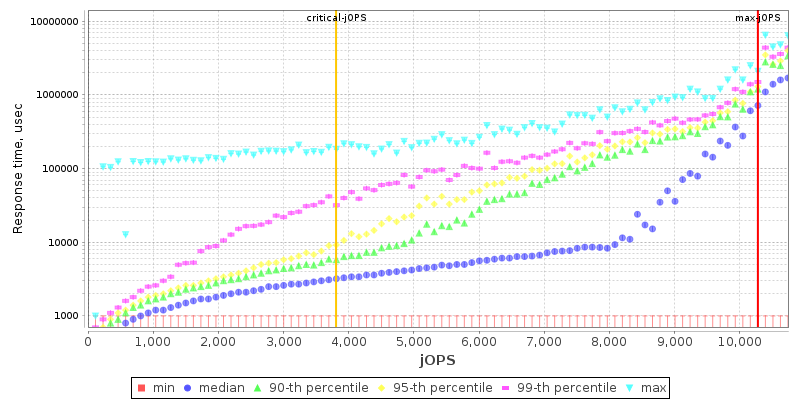 critical-jOPS max-jOPS
10000000
1000000
100000
10000
1000
Response time, usec
0 1,000 2,000 3,000 4,000 5,000 6,000 7,000 8,000 9,000 10,000
jOPS
min median 90-th percentile 95-th percentile 99-th percentile max